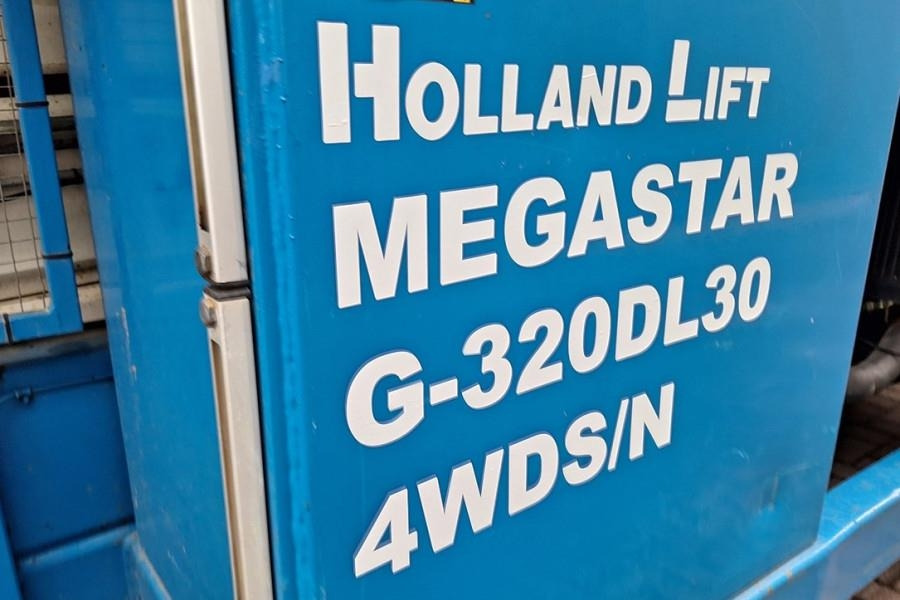 HOLLAND LIFT
MEGASTAR
G-320DL30
4WDS/N